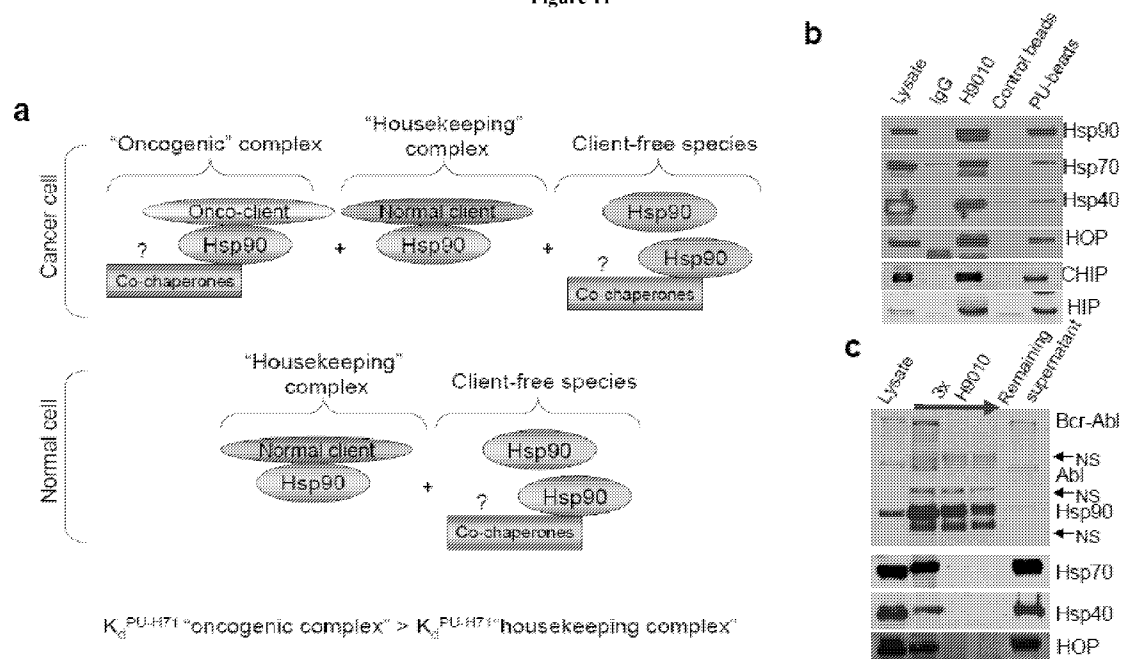 Figure 11
a
"Oncogenic" complex
"Housekeeping"
complex
Client-free species
Cancer cell
Onco-client
Hsp90
?
Co-chaperones
+
Normal client
Hsp90
+
Hsp90
?
Hsp90
Co-chaperones
Normal cell
"Housekeeping"
complex
Client-free species
Normal client
Hsp90
+
Hsp90
?
Hsp90
Co-chaperones
Kd^PU-H71 "oncogenic complex" > Kd^PU-H71 "housekeeping complex"
b
Lysate
IgG
H9010
Control beads
PU-beads
Hsp90
Hsp70
Hsp40
HOP
CHIP
HIP
c
Lysate
3x H9010
Remaining
supernatant
Bcr-Abl
NS
Abl
NS
Hsp90
NS
Hsp70
Hsp40
HOP